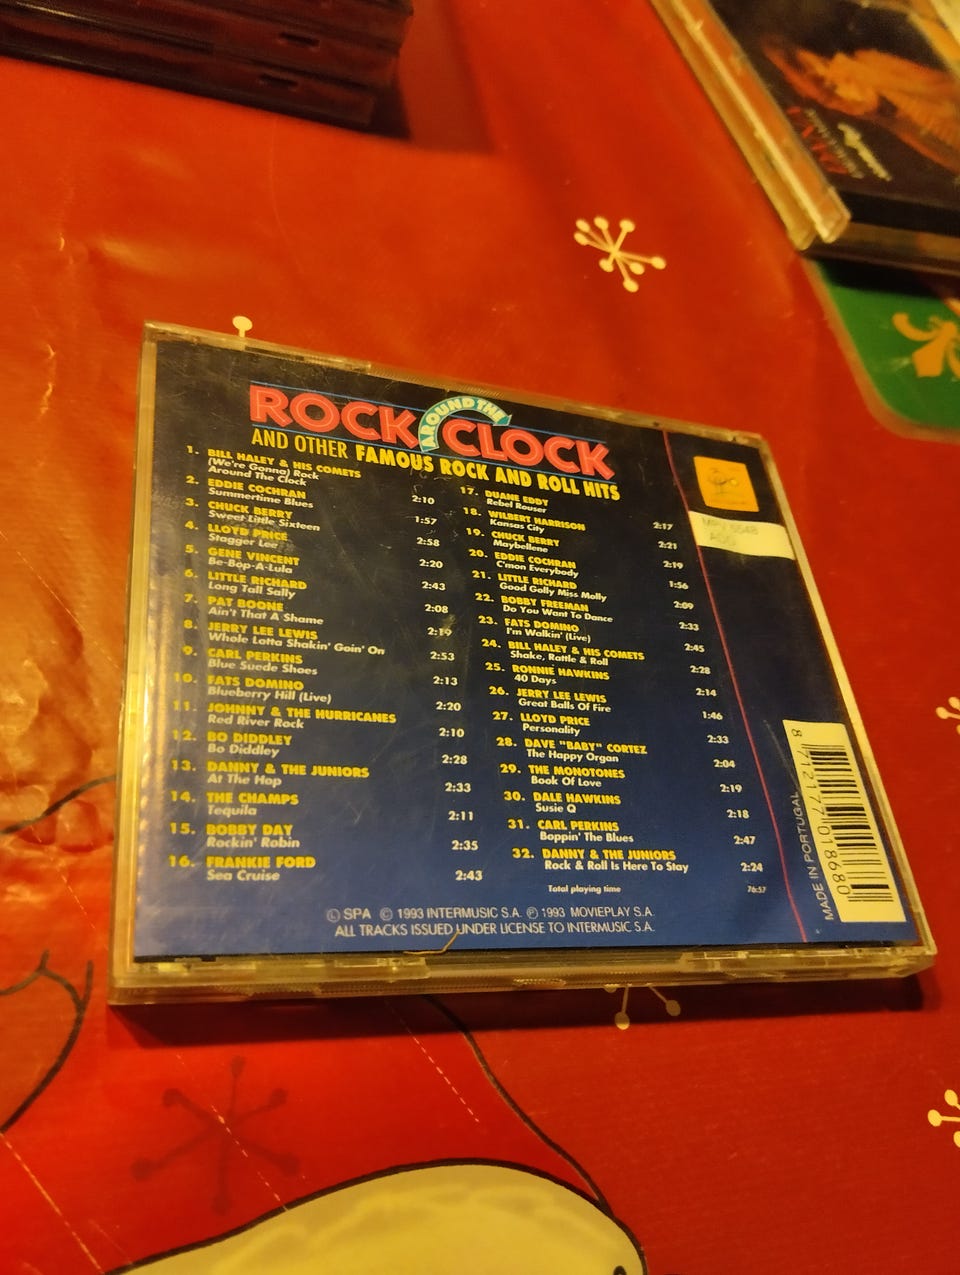 ROCK AROUND THE CLOCK
AND OTHER FAMOUS ROCK AND ROLL HITS
1. BILL HALEY & HIS COMETS
(We're Gonna) Rock
Around The Clock 2:10
2. EDDIE COCHRAN
Summertime Blues 1:57
3. CHUCK BERRY
Sweet Little Sixteen 2:58
4. LLOYD PRICE
Stagger Lee 2:20
5. GENE VINCENT
Be-Bop-A-Lula 2:43
6. LITTLE RICHARD
Long Tall Sally 2:08
7. PAT BOONE
Ain't That A Shame 2:19
8. JERRY LEE LEWIS
Whole Lotta Shakin' Goin' On 2:53
9. CARL PERKINS
Blue Suede Shoes 2:13
10. FATS DOMINO
Blueberry Hill (Live) 2:20
11. JOHNNY & THE HURRICANES
Red River Rock 2:10
12. BO DIDDLEY
Bo Diddley 2:28
13. DANNY & THE JUNIORS
At The Hop 2:33
14. THE CHAMPS
Tequila 2:11
15. BOBBY DAY
Rockin' Robin 2:35
16. FRANKIE FORD
Sea Cruise 2:43
17. DUANE EDDY
Rebel Rouser 2:17
18. WILBERT HARRISON
Kansas City 2:21
19. CHUCK BERRY
Maybellene 2:19
20. EDDIE COCHRAN
C'mon Everybody 1:56
21. LITTLE RICHARD
Good Golly Miss Molly 2:09
22. BOBBY FREEMAN
Do You Want To Dance 2:33
23. FATS DOMINO
I'm Walkin' (Live) 2:45
24. BILL HALEY & HIS COMETS
Shake, Rattle & Roll 2:28
25. RONNIE HAWKINS
40 Days 2:14
26. JERRY LEE LEWIS
Great Balls Of Fire 1:46
27. LLOYD PRICE
Personality 2:33
28. DAVE "BABY" CORTEZ
The Happy Organ 2:04
29. THE MONOTONES
Book Of Love 2:19
30. DALE HAWKINS
Susie Q 2:18
31. CARL PERKINS
Boppin' The Blues 2:47
32. DANNY & THE JUNIORS
Rock & Roll Is Here To Stay 2:24
Total playing time 76:57
Ⓛ SPA © 1993 INTERMUSIC S.A. ℗ 1993 MOVIEPLAY S.A.
ALL TRACKS ISSUED UNDER LICENSE TO INTERMUSIC S.A.
MADE IN PORTUGAL
8 712177 018680